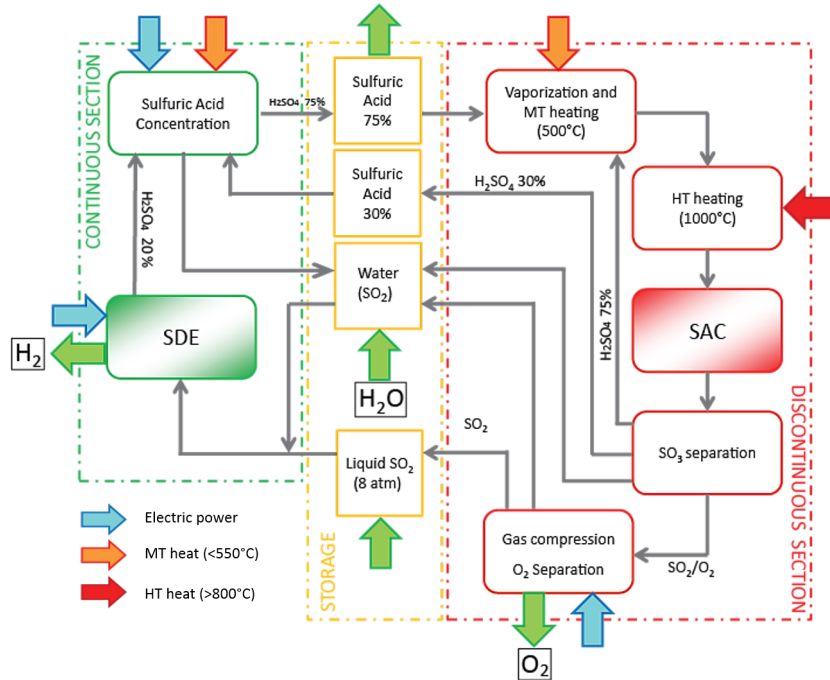 CONTINUOUS SECTION
Sulfuric Acid
Concentration
H₂SO₄ 75%
Sulfuric
Acid
75%
Vaporization and
MT heating
(500°C)
Sulfuric
Acid
30%
H₂SO₄ 30%
HT heating
(1000°C)
H₂SO₄ 20%
Water
(SO₂)
H₂SO₄ 75%
SDE
SAC
H₂
H₂O
SO₂
Liquid SO₂
(8 atm)
SO₃ separation
DISCONTINUOUS SECTION
Electric power
MT heat (<550°C)
HT heat (>800°C)
STORAGE
Gas compression
O₂ Separation
SO₂/O₂
O₂